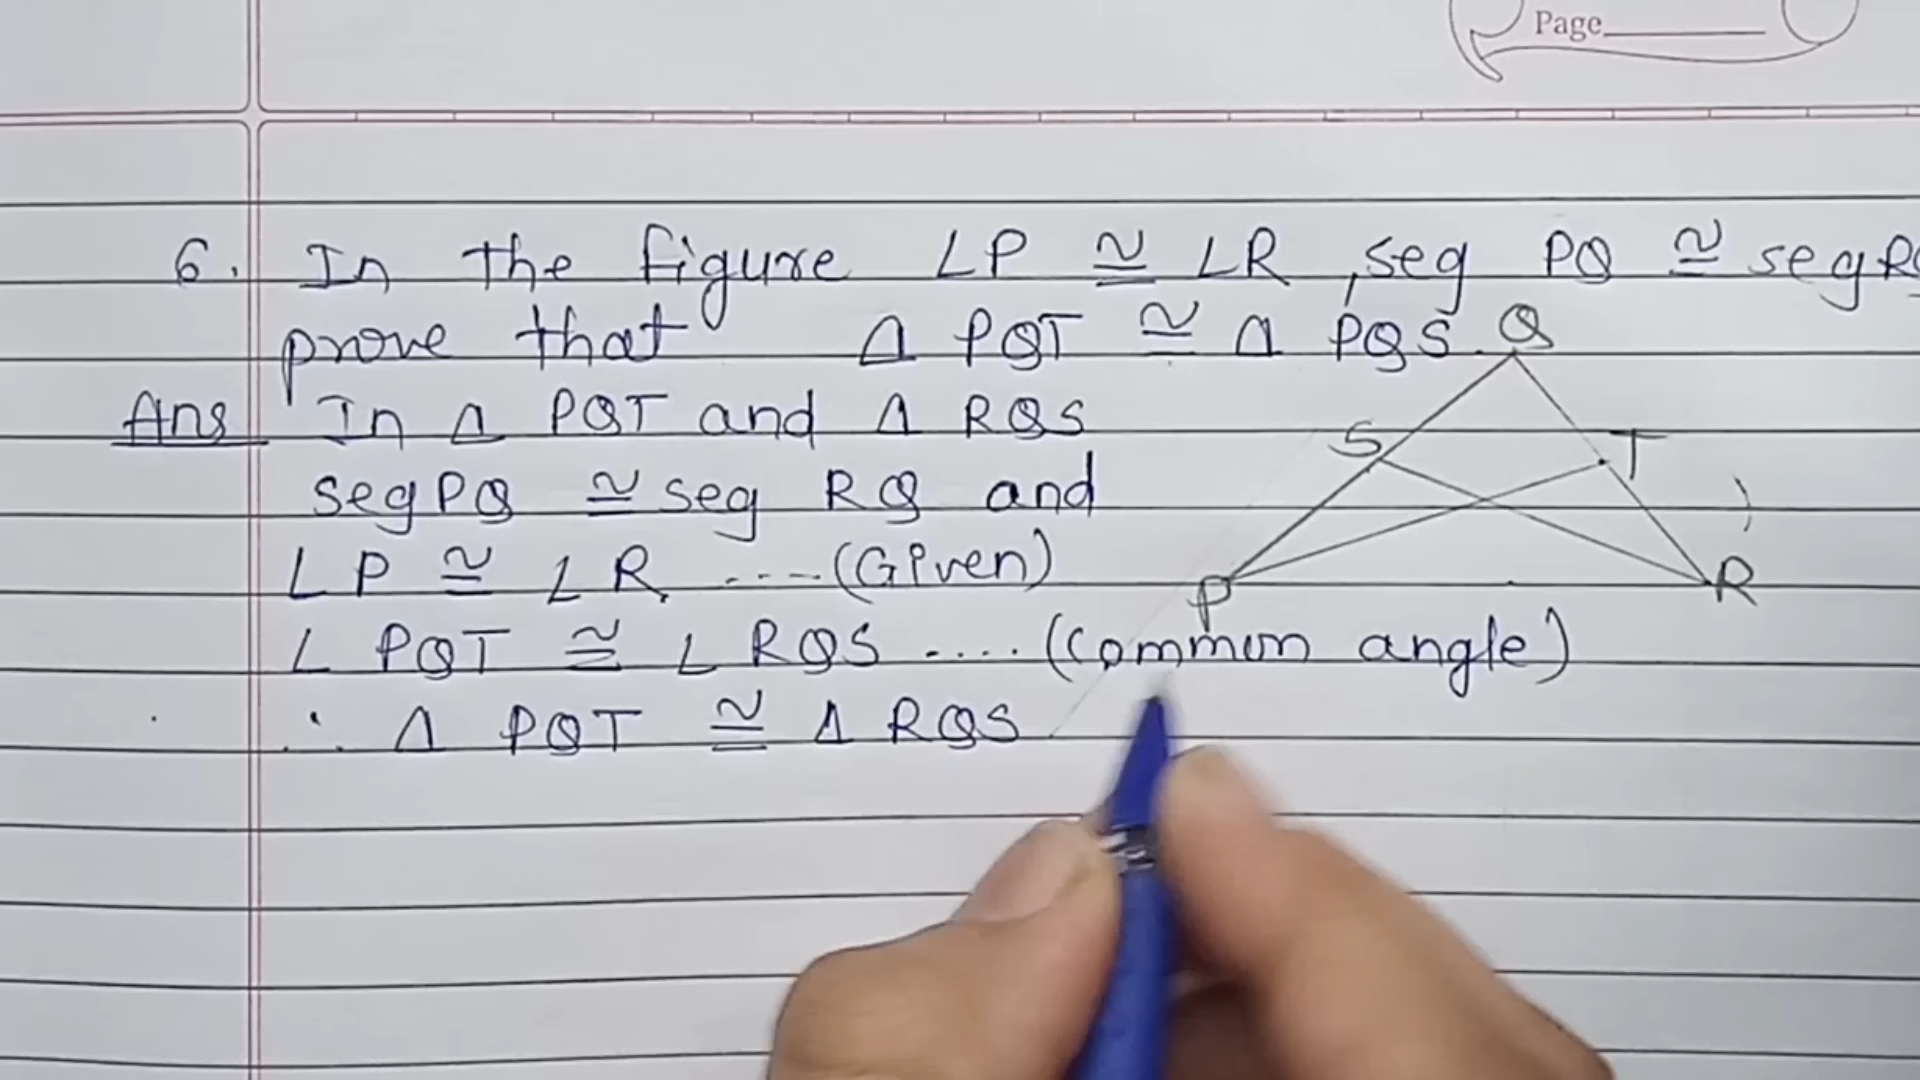 Page
6. In the figure ∠P ≅ ∠R, seg PQ ≅ seg RQ
prove that Δ PQT ≅ Δ PQS.
Q
Ans In Δ PQT and Δ RQS
S T
seg PQ ≅ seg RQ and
∠P ≅ ∠R ....(Given)
P R
∠PQT ≅ ∠RQS ....(common angle)
∴ Δ PQT ≅ Δ RQS